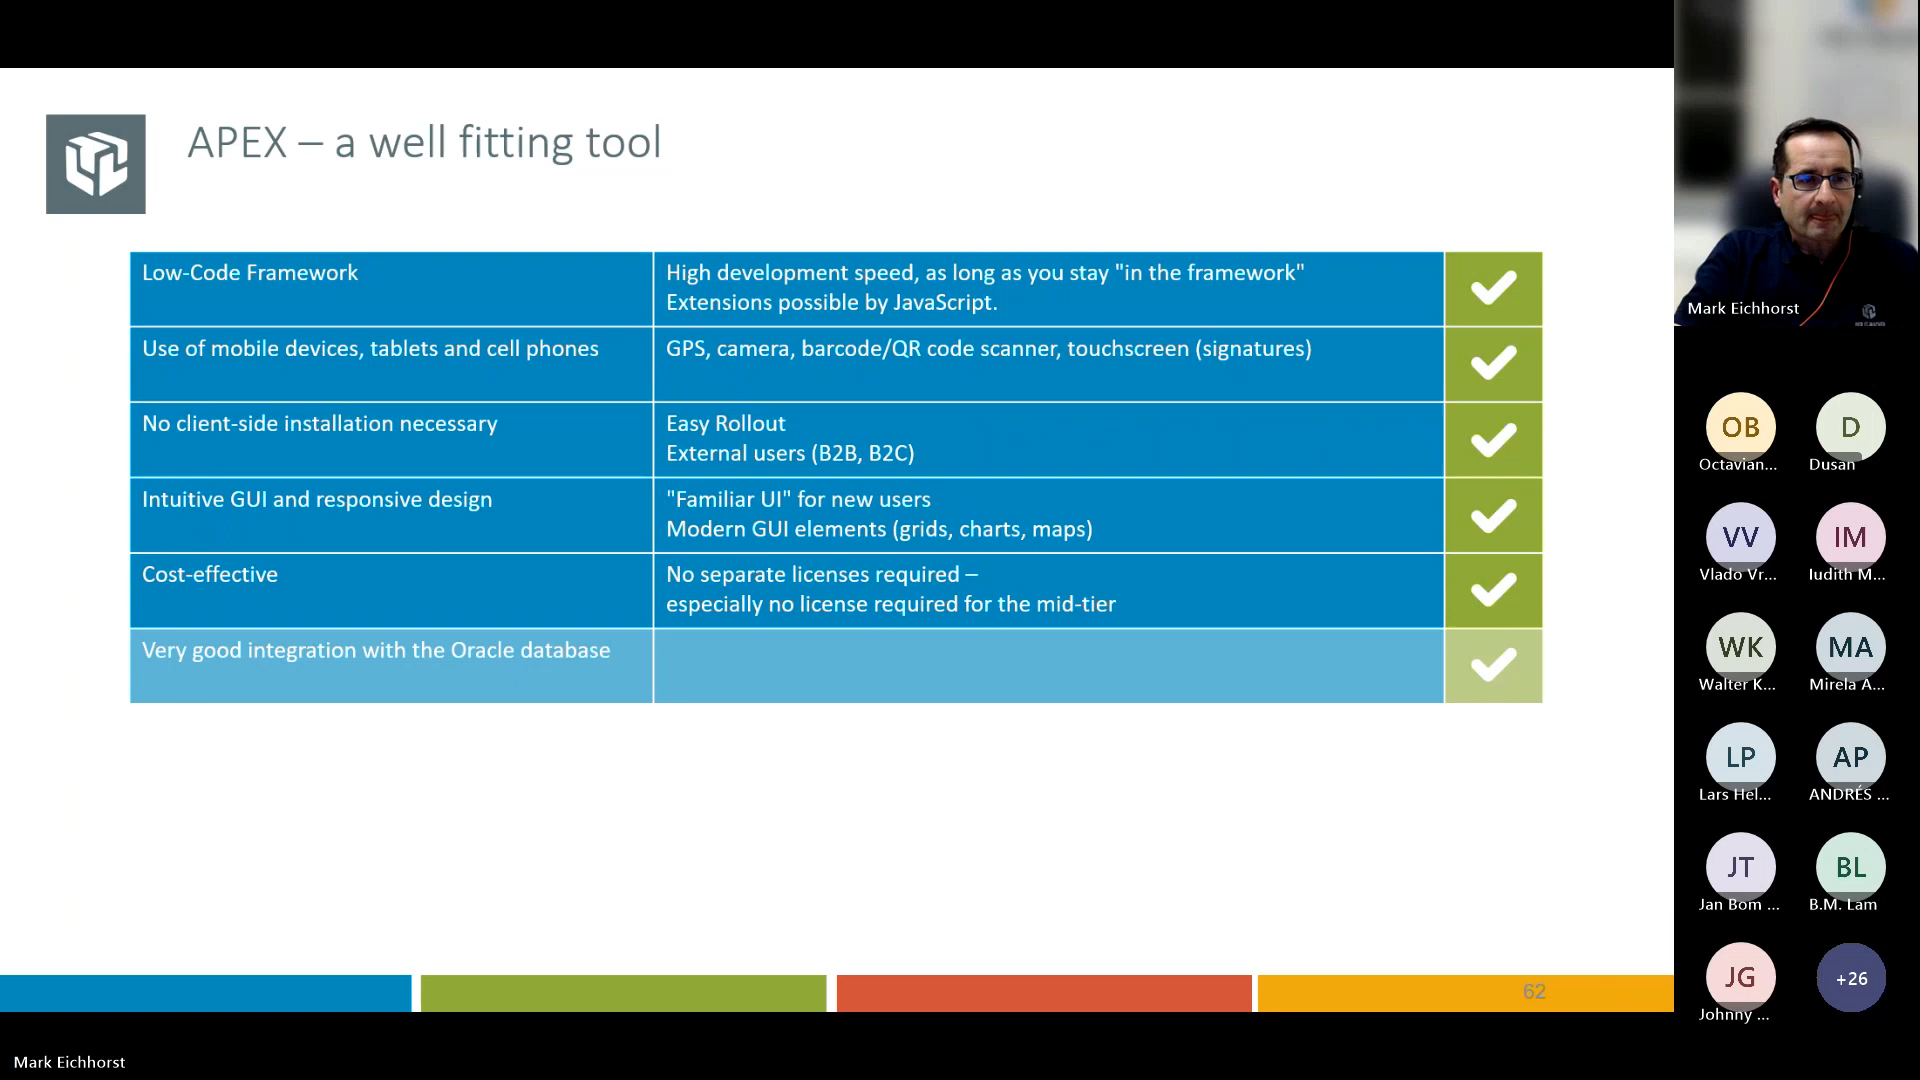 APEX – a well fitting tool
Low-Code Framework
High development speed, as long as you stay "in the framework"
Extensions possible by JavaScript.
Use of mobile devices, tablets and cell phones
GPS, camera, barcode/QR code scanner, touchscreen (signatures)
No client-side installation necessary
Easy Rollout
External users (B2B, B2C)
Intuitive GUI and responsive design
"Familiar UI" for new users
Modern GUI elements (grids, charts, maps)
Cost-effective
No separate licenses required –
especially no license required for the mid-tier
Very good integration with the Oracle database
62
Mark Eichhorst
Mark Eichhorst
OB
Octavian...
D
Dusan
VV
Vlado Vr...
IM
Iudith M...
WK
Walter K...
MA
Mirela A...
LP
Lars Hel...
AP
ANDRÉS ...
JT
Jan Bom ...
BL
B.M. Lam
JG
Johnny ...
+26